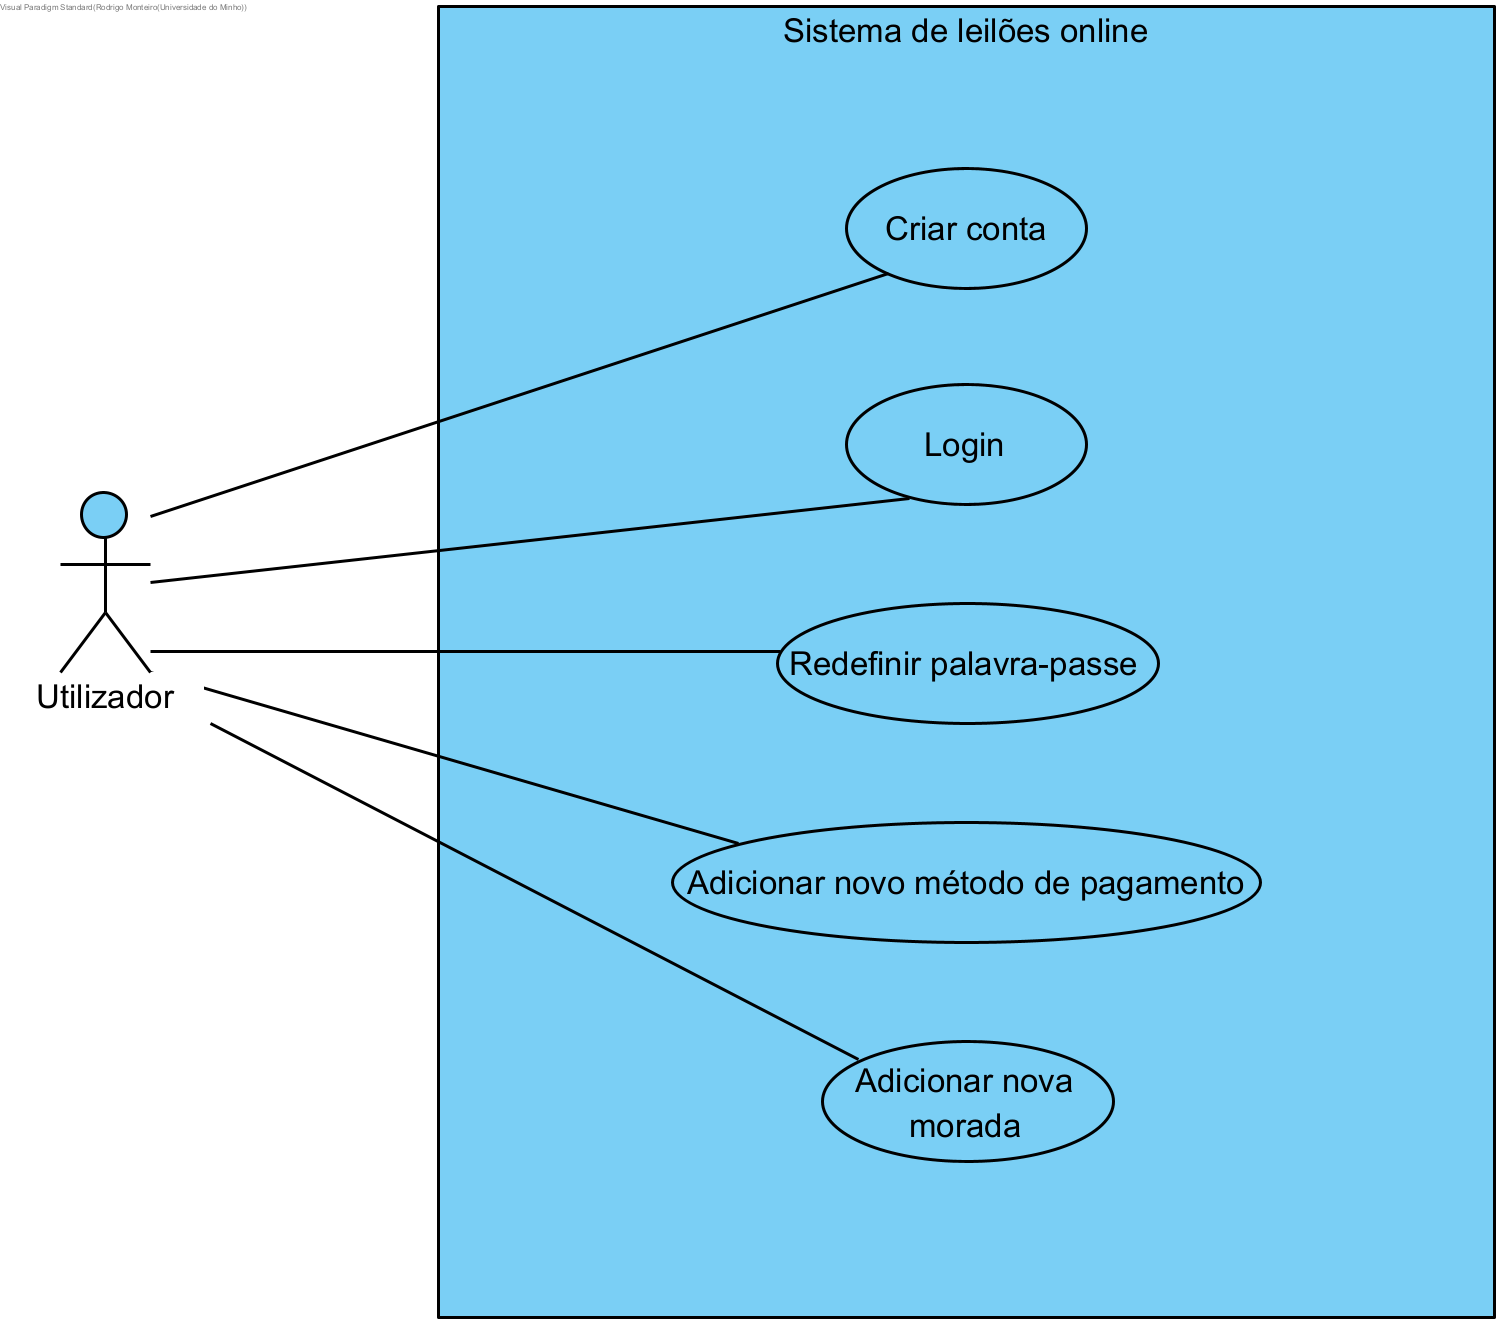 Visual Paradigm Standard(Rodrigo Monteiro(Universidade do Minho))
Sistema de leilões online
Criar conta
Login
Redefinir palavra-passe
Utilizador
Adicionar novo método de pagamento
Adicionar nova
morada